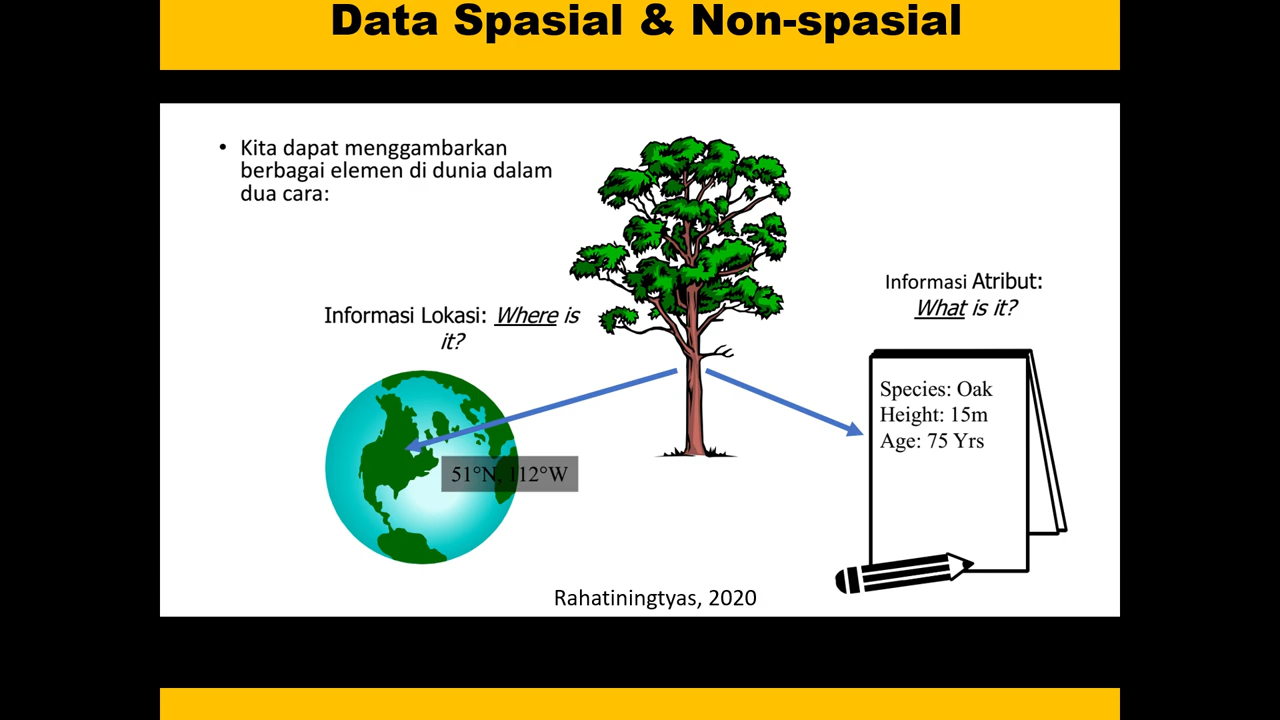 Data Spasial & Non-spasial
• Kita dapat menggambarkan
berbagai elemen di dunia dalam
dua cara:
Informasi Lokasi: Where is
it?
51°N, 112°W
Informasi Atribut:
What is it?
Species: Oak
Height: 15m
Age: 75 Yrs
Rahatiningtyas, 2020